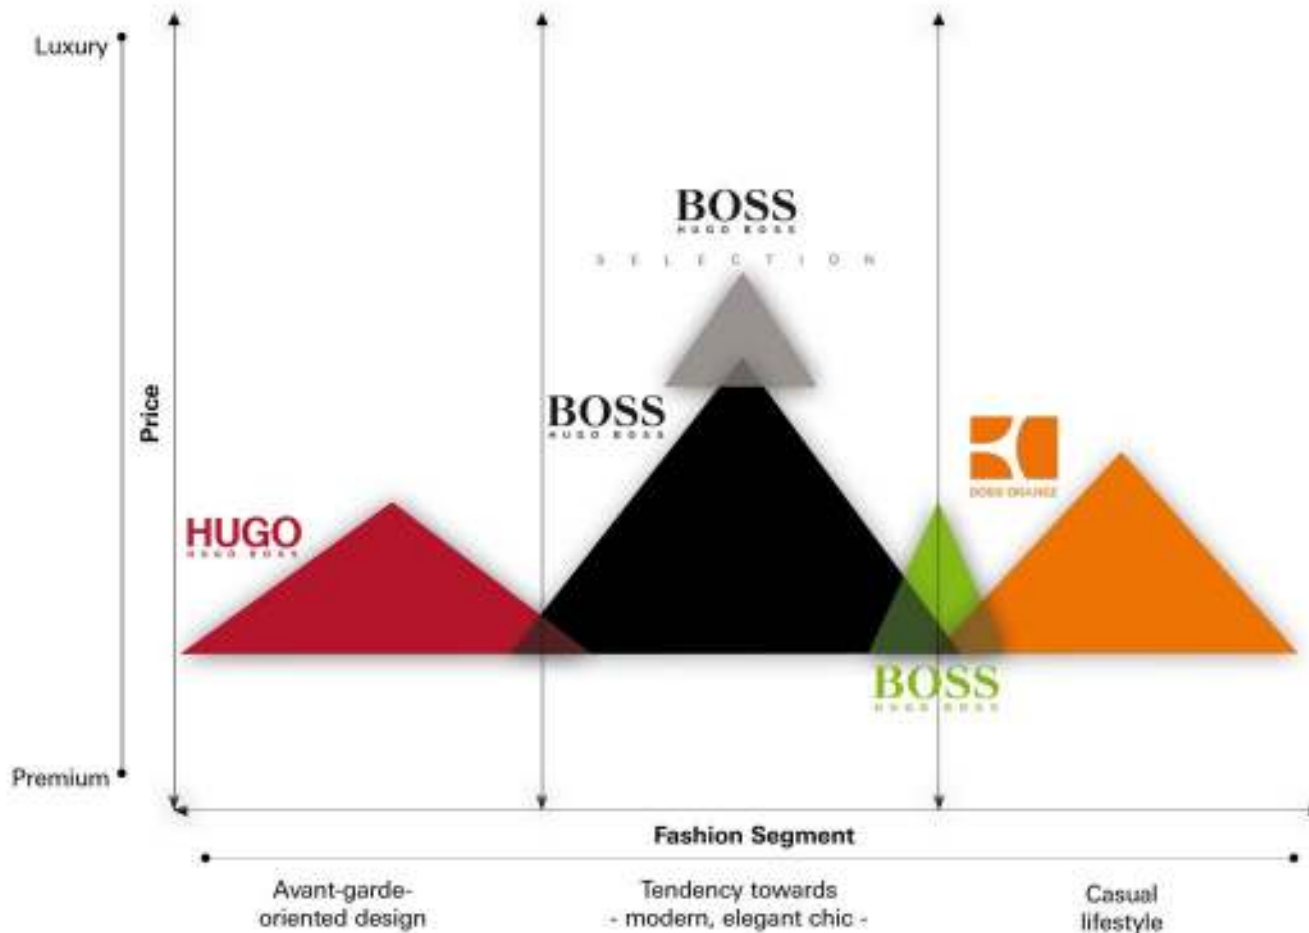 Luxury
BOSS
HUGO BOSS
SELECTION
Price
BOSS
HUGO BOSS
BOSS ORANGE
HUGO
HUGO BOSS
BOSS
HUGO BOSS
Premium
Fashion Segment
Avant-garde-
oriented design
Tendency towards
- modern, elegant chic -
Casual
lifestyle